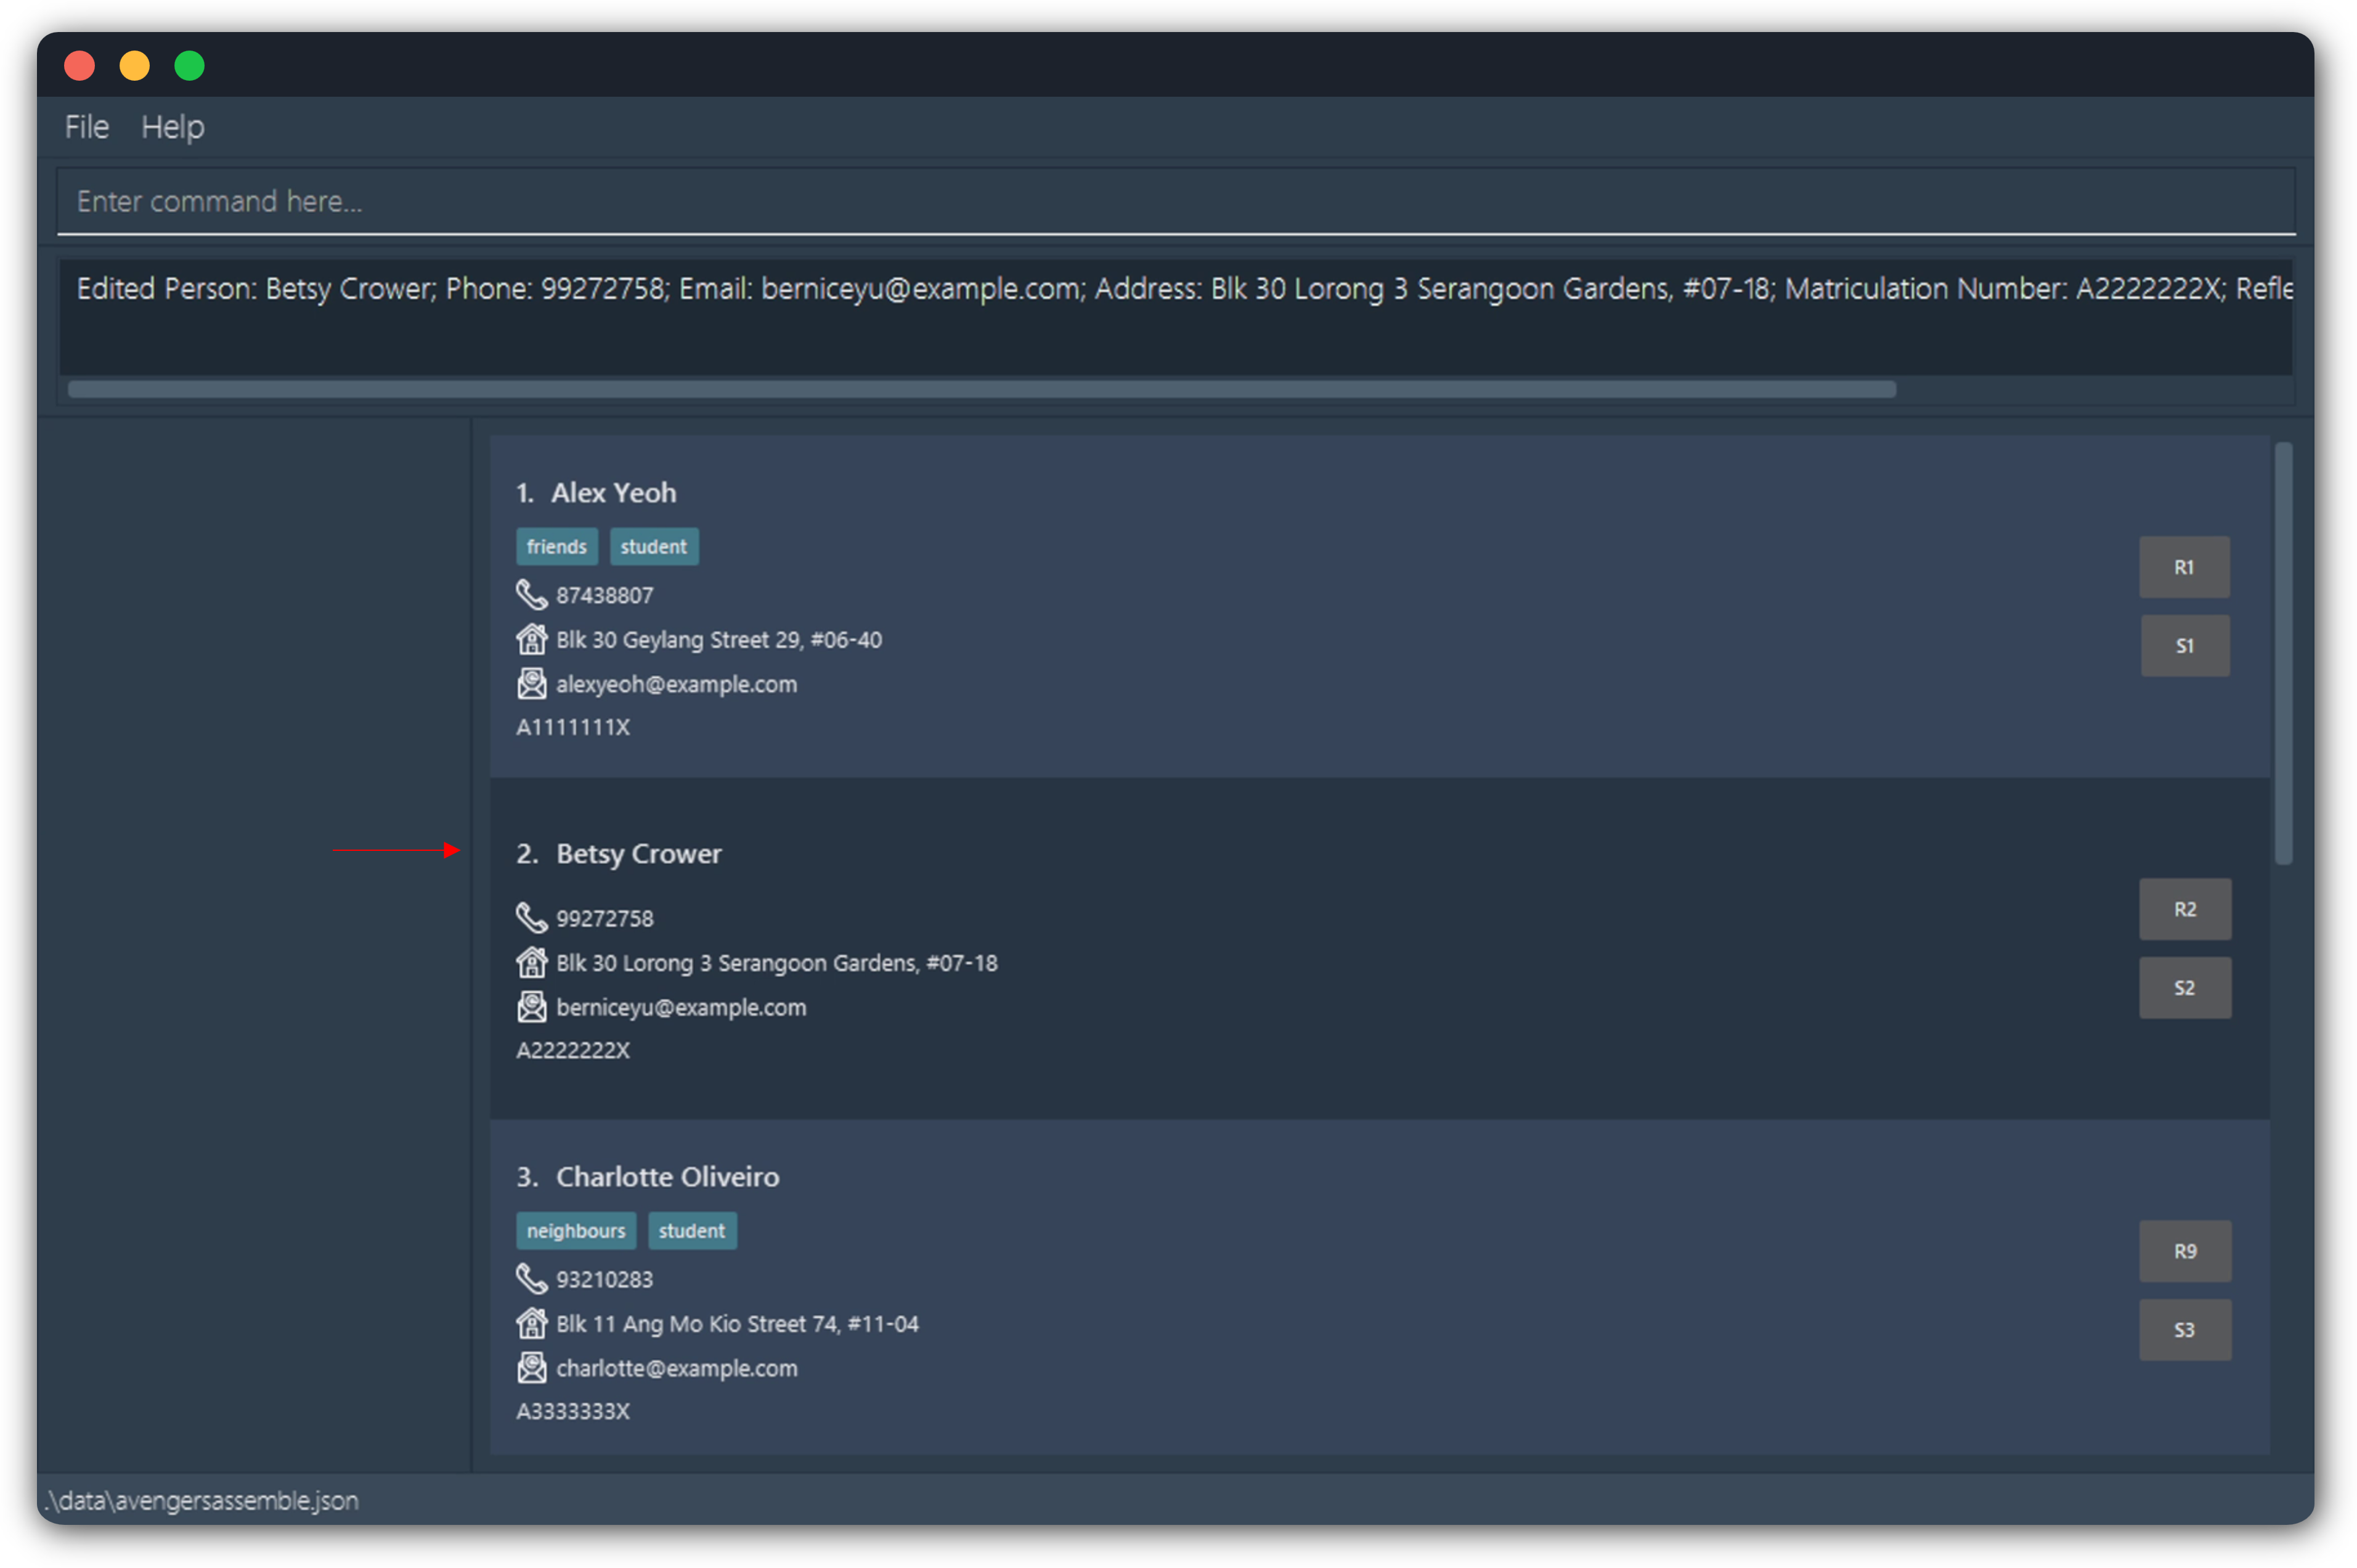 File Help
Enter command here...
Edited Person: Betsy Crower; Phone: 99272758; Email: berniceyu@example.com; Address: Blk 30 Lorong 3 Serangoon Gardens, #07-18; Matriculation Number: A2222222X; Refle
1. Alex Yeoh
friends student
87438807
Blk 30 Geylang Street 29, #06-40
alexyeoh@example.com
A1111111X
R1
S1
2. Betsy Crower
99272758
Blk 30 Lorong 3 Serangoon Gardens, #07-18
berniceyu@example.com
A2222222X
R2
S2
3. Charlotte Oliveiro
neighbours student
93210283
Blk 11 Ang Mo Kio Street 74, #11-04
charlotte@example.com
A3333333X
R9
S3
.\data\avengersassemble.json